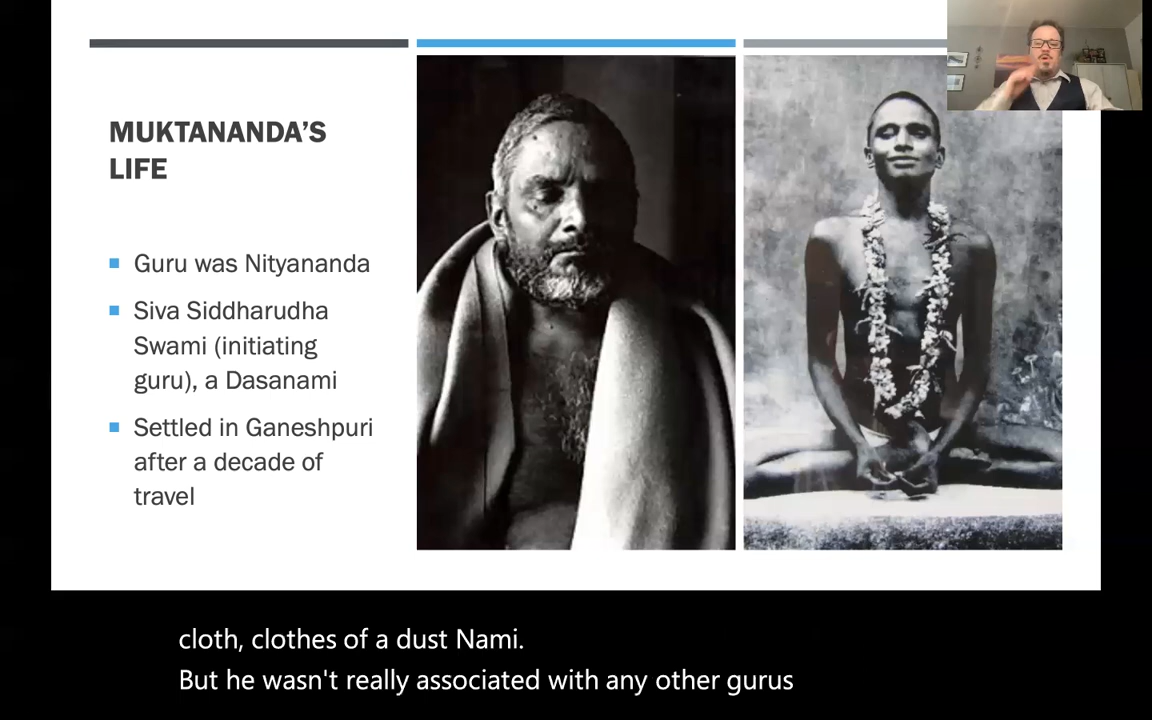 MUKTANANDA'S
LIFE
Guru was Nityananda
Siva Siddharudha
Swami (initiating
guru), a Dasanami
Settled in Ganeshpuri
after a decade of
travel
cloth, clothes of a dust Nami.
But he wasn't really associated with any other gurus